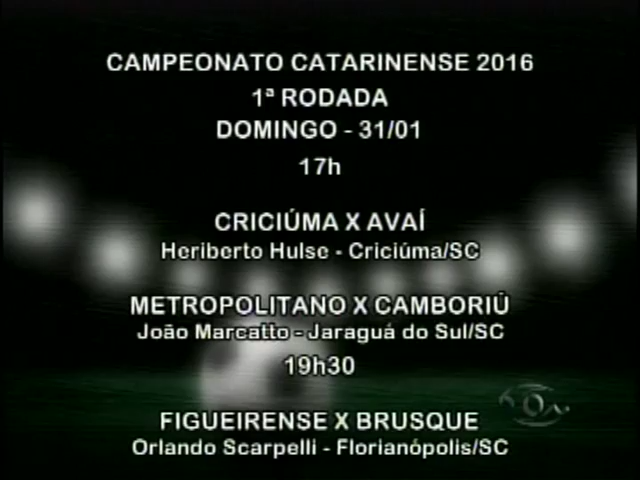 CAMPEONATO CATARINENSE 2016
1ª RODADA
DOMINGO - 31/01
17h
CRICIÚMA X AVAÍ
Heriberto Hulse - Criciúma/SC
METROPOLITANO X CAMBORIÚ
João Marcatto - Jaraguá do Sul/SC
19h30
FIGUEIRENSE X BRUSQUE
Orlando Scarpelli - Florianópolis/SC